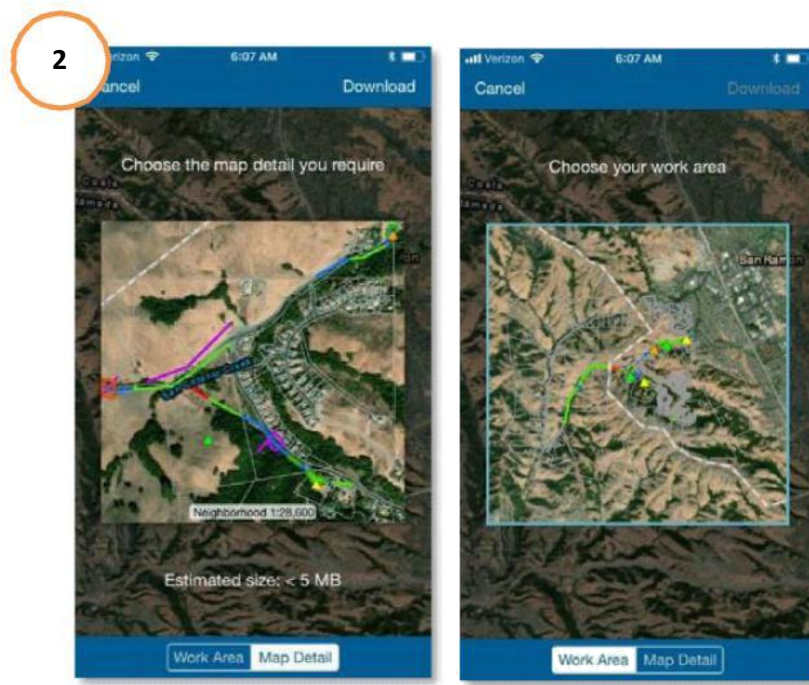 2
Verizon 6:07 AM
Cancel Download
Choose the map detail you require
Neighborhood 1:28,600
Estimated size: < 5 MB
Work Area Map Detail
Verizon 6:07 AM
Cancel Download
Choose your work area
San Ramon
Work Area Map Detail